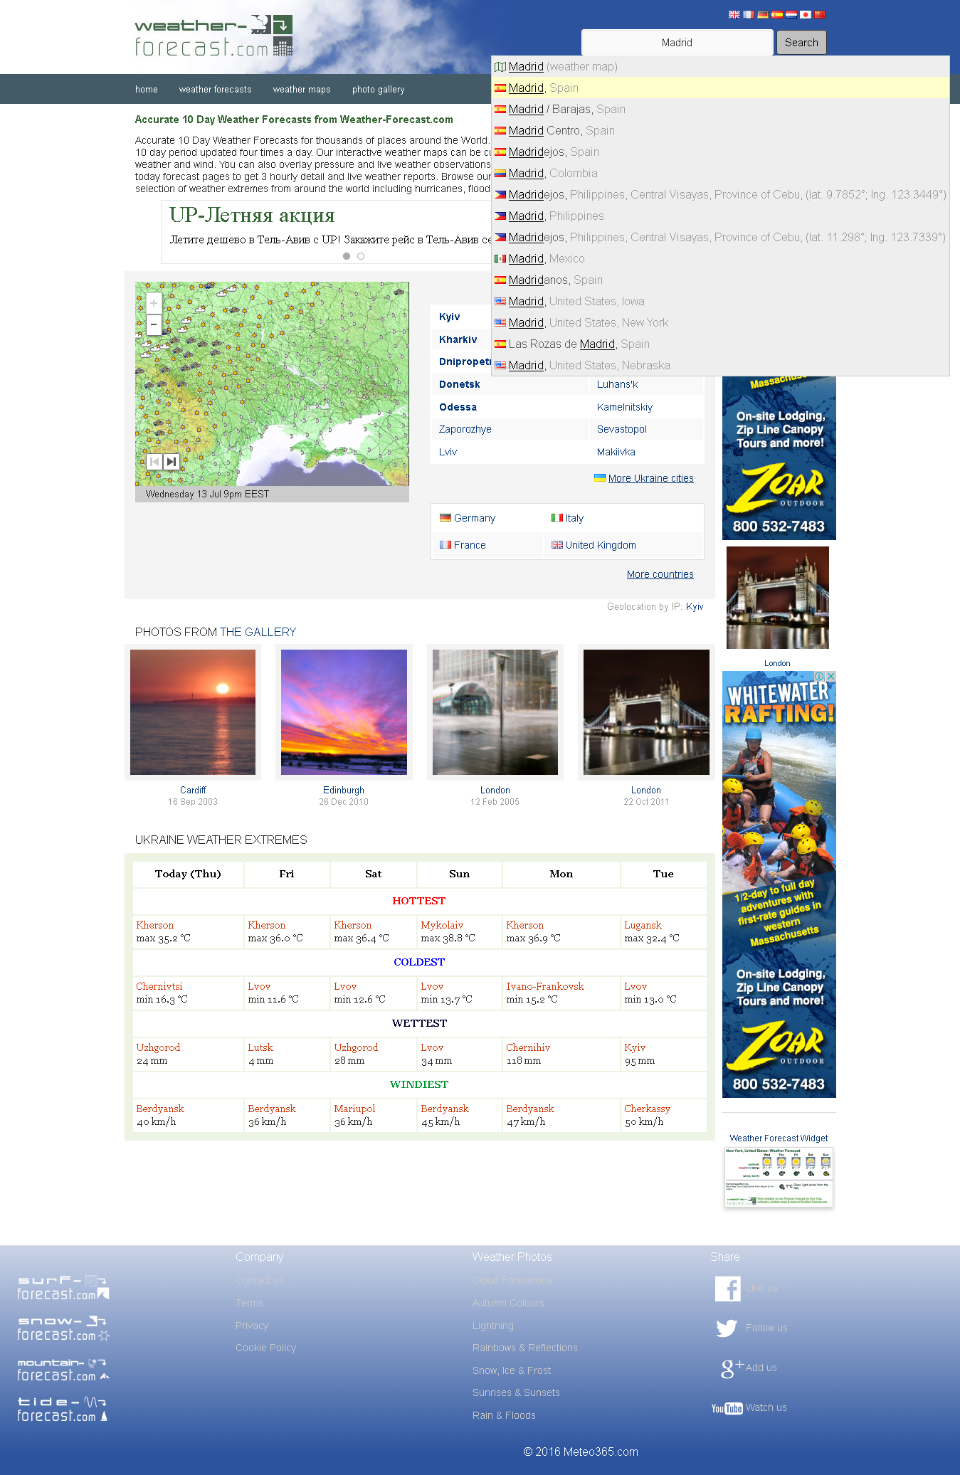 weather-
forecast.com
Madrid
Search
Madrid (weather map)
Madrid, Spain
Madrid / Barajas, Spain
Madrid Centro, Spain
Madridejos, Spain
Madrid, Colombia
Madridejos, Philippines, Central Visayas, Province of Cebu, (lat. 9.7852°; lng. 123.3449°)
Madrid, Philippines
Madridejos, Philippines, Central Visayas, Province of Cebu, (lat. 11.298°; lng. 123.7339°)
Madrid, Mexico
Madridanos, Spain
Madrid, United States, Iowa
Madrid, United States, New York
Las Rozas de Madrid, Spain
Madrid, United States, Nebraska
home weather forecasts weather maps photo gallery
Accurate 10 Day Weather Forecasts from Weather-Forecast.com
Accurate 10 Day Weather Forecasts for thousands of places around the World.
10 day period updated four times a day. Our interactive weather maps can be
weather and wind. You can also overlay pressure and live weather observations
today forecast pages to get 3 hourly detail and live weather reports. Browse our
selection of weather extremes from around the world including hurricanes, flood
UP-Летняя акция
Летите дешево в Тель-Авив с UP! Закажите рейс в Тель-Авив
Wednesday 13 Jul 9pm EEST
Kyiv
Kharkiv
Dnipropet
Donetsk Luhans'k
Odessa Kamelnitskiy
Zaporozhye Sevastopol
Lviv Makiivka
More Ukraine cities
Germany Italy
France United Kingdom
More countries
Geolocation by IP: Kyiv
Massachusetts
On-site Lodging,
Zip Line Canopy
Tours and more!
ZOAR
OUTDOOR
800 532-7483
London
PHOTOS FROM THE GALLERY
Cardiff
16 Sep 2003
Edinburgh
26 Dec 2010
London
12 Feb 2005
London
22 Oct 2011
WHITEWATER
RAFTING!
1/2-day to full day
adventures with
first-rate guides in
western
Massachusetts
On-site Lodging,
Zip Line Canopy
Tours and more!
ZOAR
OUTDOOR
800 532-7483
UKRAINE WEATHER EXTREMES
Today (Thu) Fri Sat Sun Mon Tue
HOTTEST
Kherson Kherson Kherson Mykolaiv Kherson Lugansk
max 35.2 °C max 36.0 °C max 36.4 °C max 38.8 °C max 36.9 °C max 32.4 °C
COLDEST
Chernivtsi Lvov Lvov Lvov Ivano-Frankovsk Lvov
min 16.3 °C min 11.6 °C min 12.6 °C min 13.7 °C min 15.2 °C min 13.0 °C
WETTEST
Uzhgorod Lutsk Uzhgorod Lvov Chernihiv Kyiv
24 mm 4 mm 28 mm 34 mm 118 mm 95 mm
WINDIEST
Berdyansk Berdyansk Mariupol Berdyansk Berdyansk Cherkassy
40 km/h 36 km/h 36 km/h 45 km/h 47 km/h 50 km/h
Weather Forecast Widget
New York, United States: Weather Forecast
surf-
forecast.com
snow-
forecast.com
mountain-
forecast.com
tide-
forecast.com
Company
Contact us
Terms
Privacy
Cookie Policy
Weather Photos
Cloud Formations
Autumn Colours
Lightning
Rainbows & Reflections
Snow, Ice & Frost
Sunrises & Sunsets
Rain & Floods
Share
Like us
Follow us
Add us
You Tube Watch us
© 2016 Meteo365.com